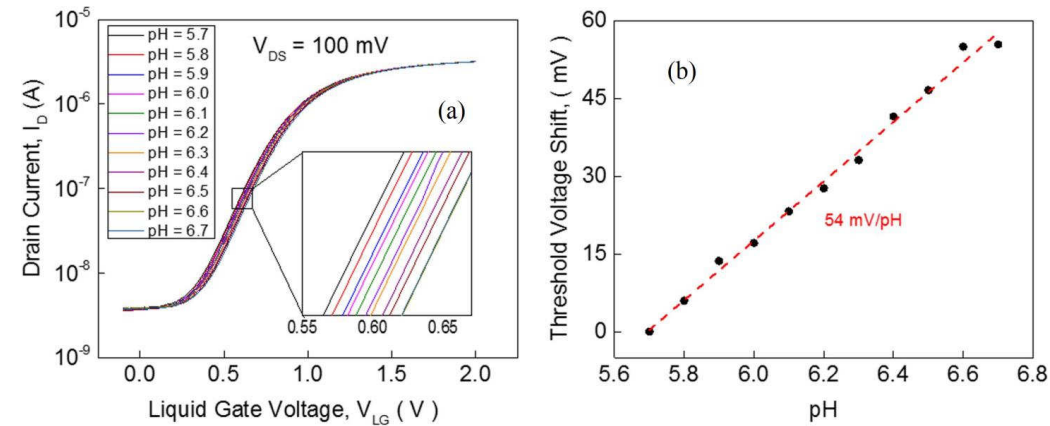 10⁻⁵
10⁻⁶
10⁻⁷
10⁻⁸
10⁻⁹
Drain Current, I_D (A)
pH = 5.7
pH = 5.8
pH = 5.9
pH = 6.0
pH = 6.1
pH = 6.2
pH = 6.3
pH = 6.4
pH = 6.5
pH = 6.6
pH = 6.7
V_DS = 100 mV
(a)
0.55 0.60 0.65
0.0 0.5 1.0 1.5 2.0
Liquid Gate Voltage, V_LG ( V )
60
45
30
15
0
Threshold Voltage Shift, ( mV )
(b)
54 mV/pH
5.6 5.8 6.0 6.2 6.4 6.6 6.8
pH